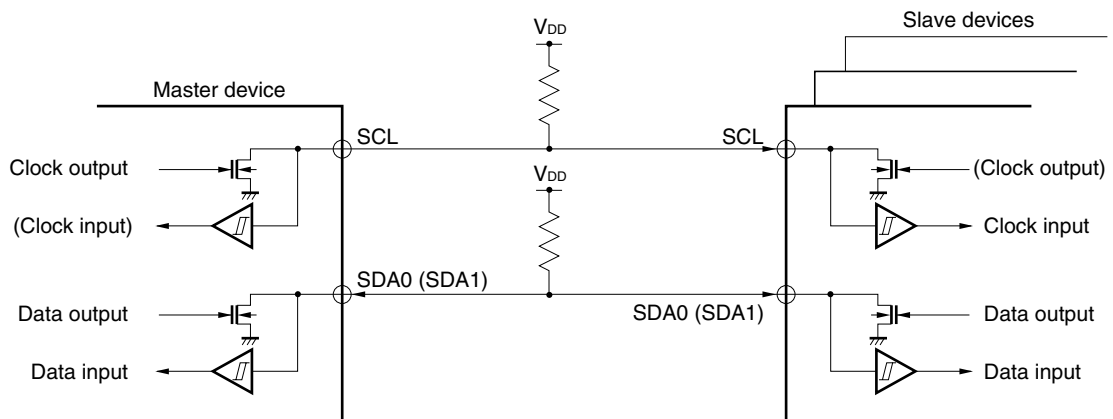 Slave devices
VDD
Master device
SCL
SCL
Clock output
(Clock output)
VDD
(Clock input)
Clock input
SDA0 (SDA1)
SDA0 (SDA1)
Data output
Data output
Data input
Data input